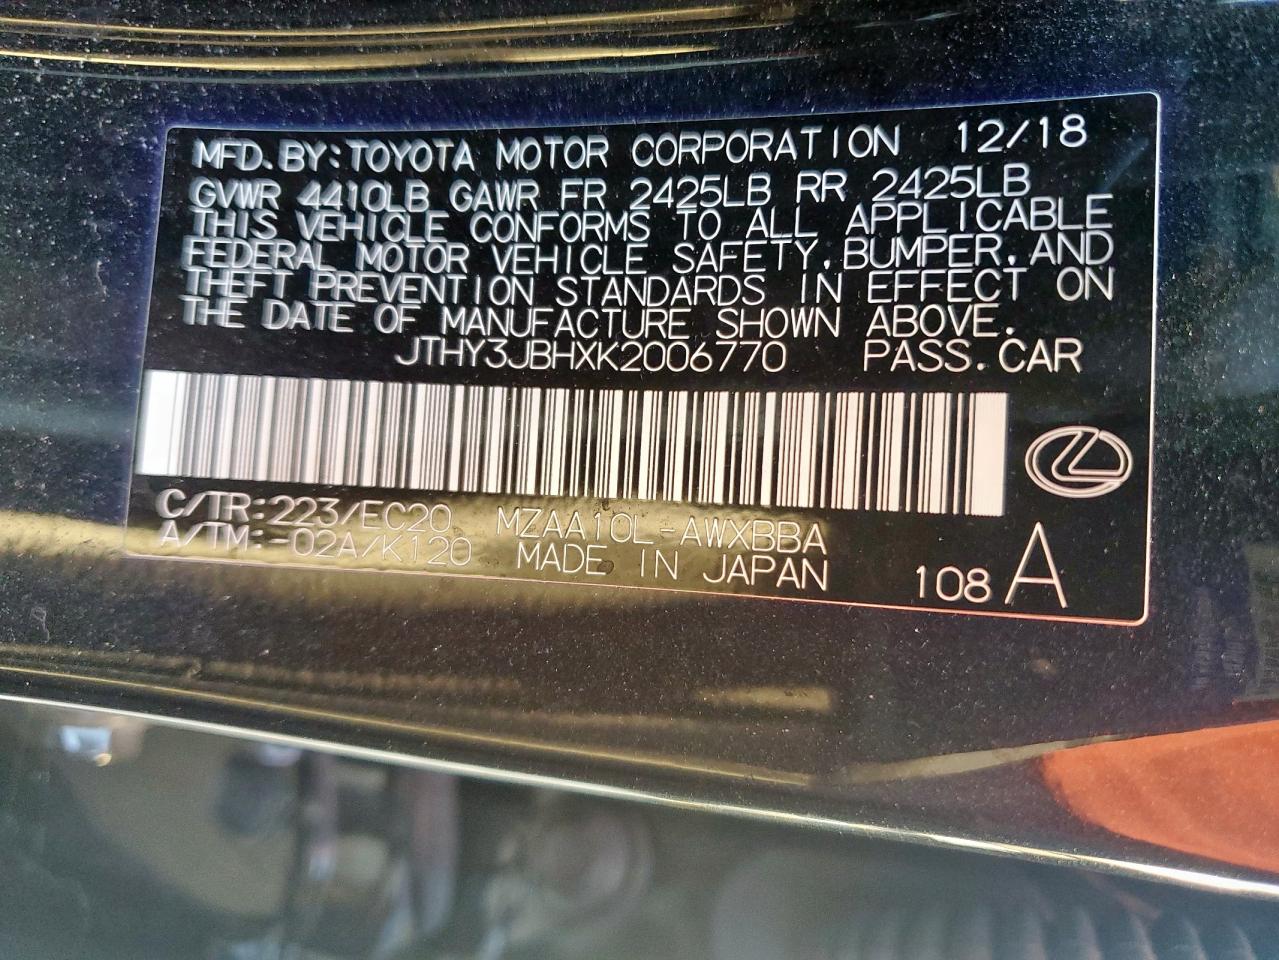 MFD.BY:TOYOTA MOTOR CORPORATION 12/18
GVWR 4410LB GAWR FR 2425LB RR 2425LB
THIS VEHICLE CONFORMS TO ALL APPLICABLE
FEDERAL MOTOR VEHICLE SAFETY,BUMPER,AND
THEFT PREVENTION STANDARDS IN EFFECT ON
THE DATE OF MANUFACTURE SHOWN ABOVE.
JTHY3JBHXK2006770 PASS.CAR
C/TR:223/EC20 MZAA10L-AWXBBA
A/TM:-02A/K120 MADE IN JAPAN 108 A